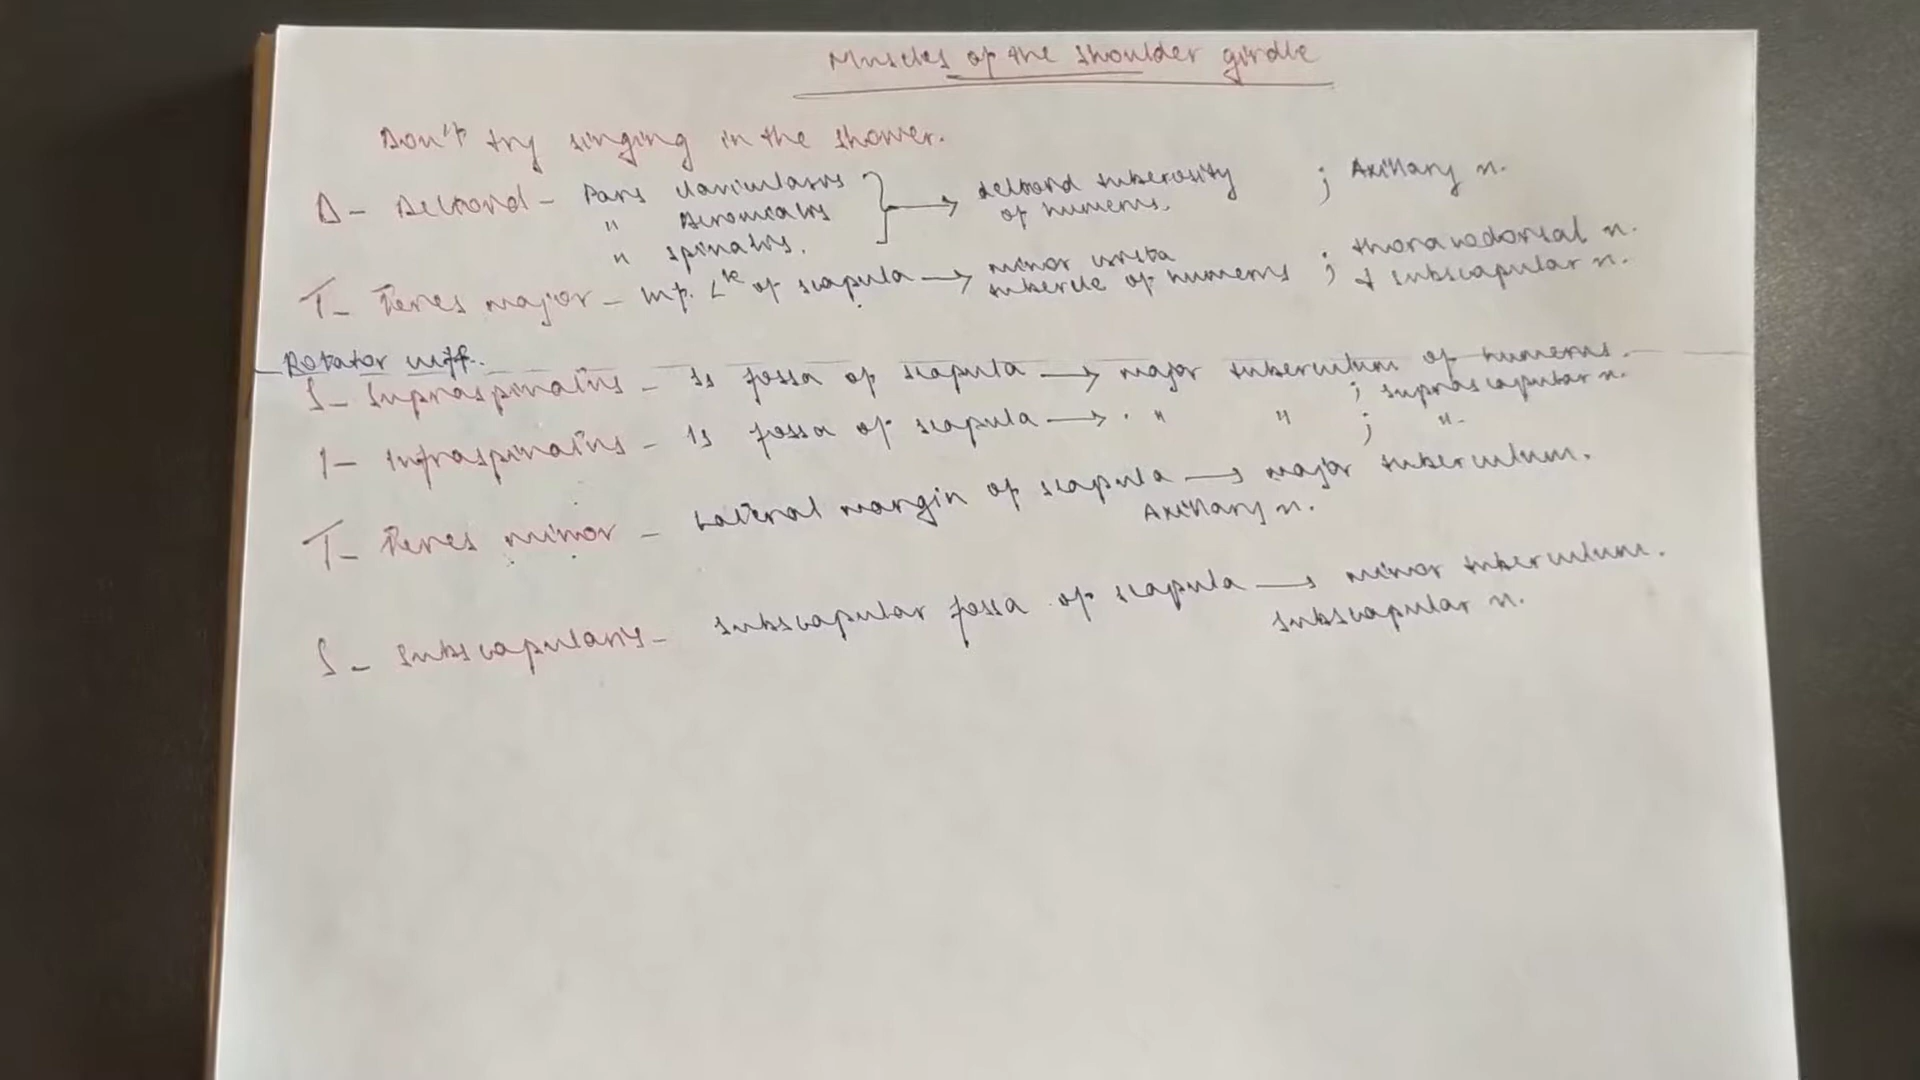 Muscles of the shoulder girdle
Don't try singing in the shower.
D- Deltoid - Pars clavicularis } → deltoid tuberosity of humerus. ; Axillary n.
" Acromialis
" spinalis.
T- Teres major - inf. L^le of scapula → minor crista tubercle of humerus ; thoracodorsal n. & subscapular n.
Rotator cuff.
S- Supraspinatus - ss fossa of scapula → major tuberculum of humerus. ; suprascapular n.
I- Infraspinatus - Is fossa of scapula → " " ; "
T- Teres minor - Lateral margin of scapula → major tuberculum.
Axillary n.
S- Subscapularis - subscapular fossa of scapula → minor tuberculum.
subscapular n.